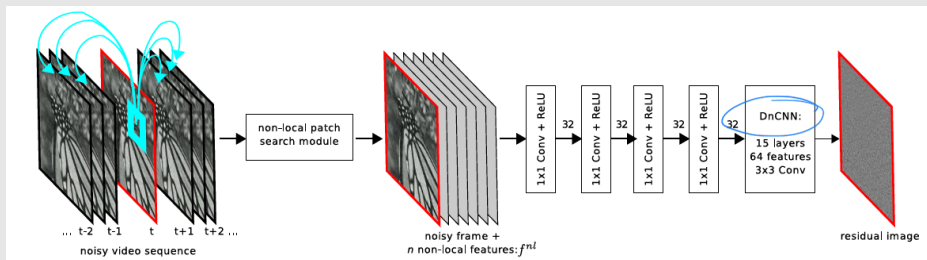 ... t-2 t-1 t t+1 t+2 ...
noisy video sequence
non-local patch
search module
noisy frame +
n non-local features: f^{nl}
1x1 Conv + ReLU
32
1x1 Conv + ReLU
32
1x1 Conv + ReLU
32
1x1 Conv + ReLU
32
DnCNN:
15 layers
64 features
3x3 Conv
residual image